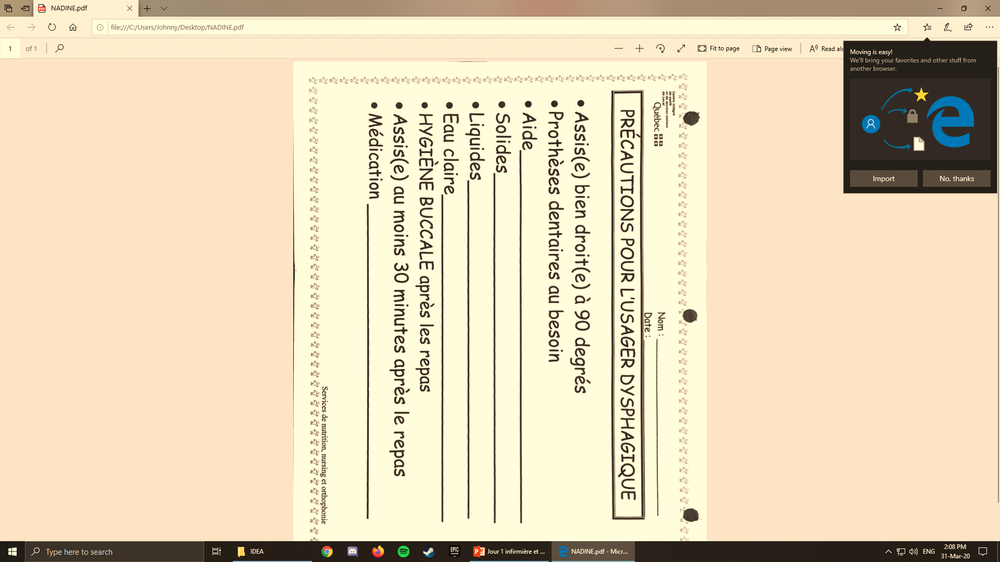 NADINE.pdf
file:///C:/Users/Johnny/Desktop/NADINE.pdf
1 of 1
Fit to page
Page view
Read alo
Moving is easy!
We'll bring your favorites and other stuff from
another browser.
Import
No, thanks
Centre intégré
de santé
et de services sociaux
de Laval
Québec
Nom :
Date :
PRÉCAUTIONS POUR L'USAGER DYSPHAGIQUE
• Assis(e) bien droit(e) à 90 degrés
• Prothèses dentaires au besoin
• Aide
• Solides
• Liquides
• Eau claire
• HYGIÈNE BUCCALE après les repas
• Assis(e) au moins 30 minutes après le repas
• Médication
Services de nutrition, nursing et orthophonie
Type here to search
IDEA
EPIC
GAMES
Jour 1 infirmière et ...
NADINE.pdf - Micr...
ENG
2:08 PM
31-Mar-20